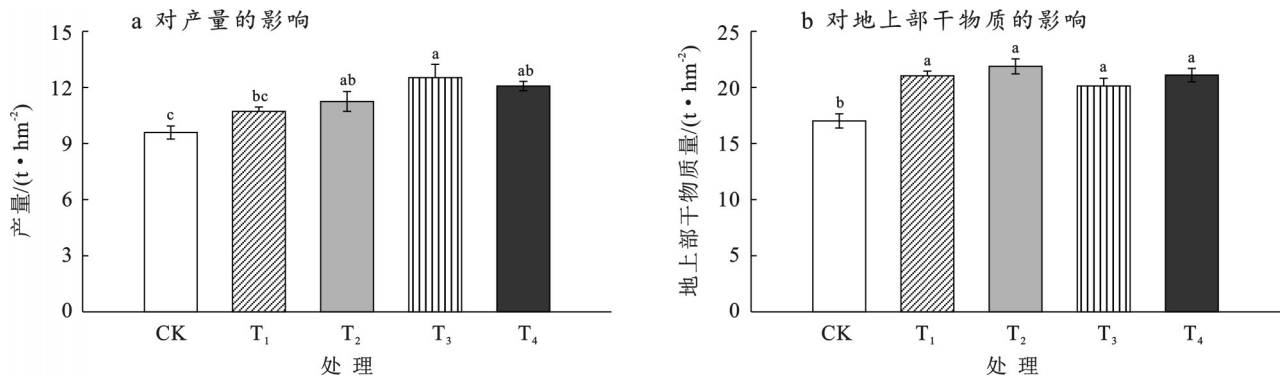 a 对产量的影响
产量/(t·hm⁻²)
15
12
9
6
3
0
c
bc
ab
a
ab
CK
T₁
T₂
T₃
T₄
处理
b 对地上部干物质的影响
地上部干物质量/(t·hm⁻²)
25
20
15
10
5
0
b
a
a
a
a
CK
T₁
T₂
T₃
T₄
处理